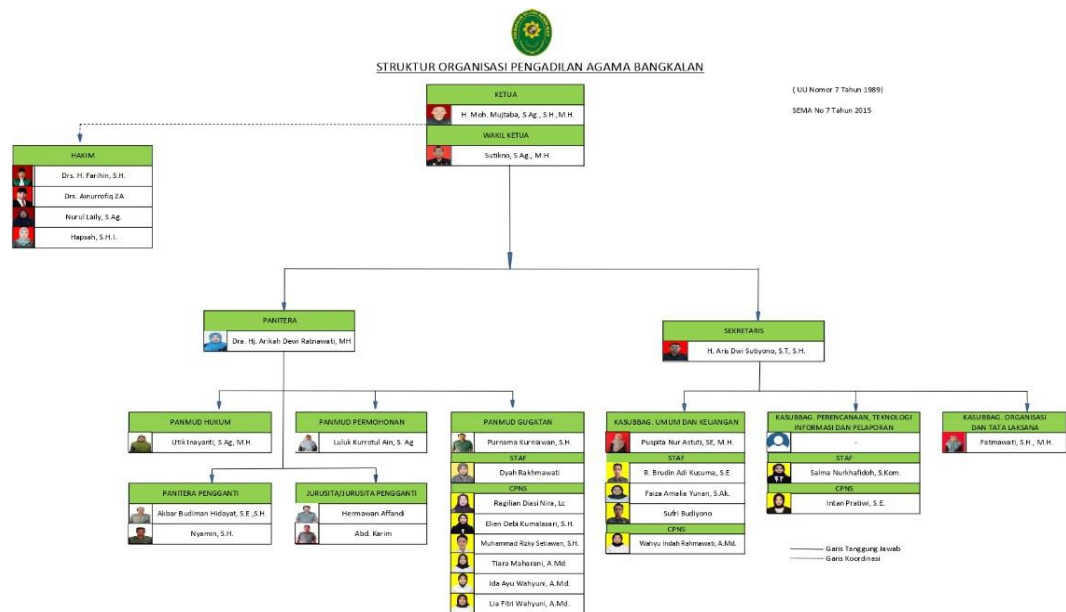 STRUKTUR ORGANISASI PENGADILAN AGAMA BANGKALAN
( UU Nomor 7 Tahun 1989)
SEMA No 7 Tahun 2015
KETUA
H. Moh. Mujtaba, S.Ag., S.H.,M.H.
WAKIL KETUA
Sutikno, S.Ag., M.H.
HAKIM
Drs. H. Farihin, S.H.
Drs. Ainurrofiq ZA
Nurul Laily, S.Ag.
Hapsah, S.H.I.
PANITERA
Dra. Hj. Arikah Dewi Ratnawati, MH
SEKRETARIS
H. Aris Dwi Sutiyono, S.T, S.H.
PANMUD HUKUM
Utik Inayanti, S.Ag, M.H.
PANMUD PERMOHONAN
Luluk Kurrotul Ain, S. Ag
PANMUD GUGATAN
Purnama Kurniawan, S.H.
STAF
Dyah Rakhmawati
CPNS
Ragilian Diasi Nira, Lc
Elien Debi Kumalasari, S.H.
Muhammad Rizky Setiawan, S.H.
Tiara Maharani, A.Md.
Ida Ayu Wahyuni, A.Md.
Lia Fitri Wahyuni, A.Md.
PANITERA PENGGANTI
Akbar Budiman Hidayat, S.E.,S.H.
Nyamin, S.H.
JURUSITA/JURUSITA PENGGANTI
Hermawan Affandi
Abd. Karim
KASUBBAG. UMUM DAN KEUANGAN
Puspita Nur Astuti, SE, M.H.
STAF
R. Brudin Adi Kusuma, S.E.
Faiza Amalia Yunan, S.Ak.
Sufri Budiyono
CPNS
Wahyu Indah Rahmawati, A.Md.
KASUBBAG. PERENCANAAN, TEKNOLOGI
INFORMASI DAN PELAPORAN
-
STAF
Salma Nurkhafidoh, S.Kom.
CPNS
Intan Pratiwi, S.E.
KASUBBAG. ORGANISASI
DAN TATA LAKSANA
Fatmawati, S.H., M.H.
Garis Tanggung Jawab
Garis Koordinasi